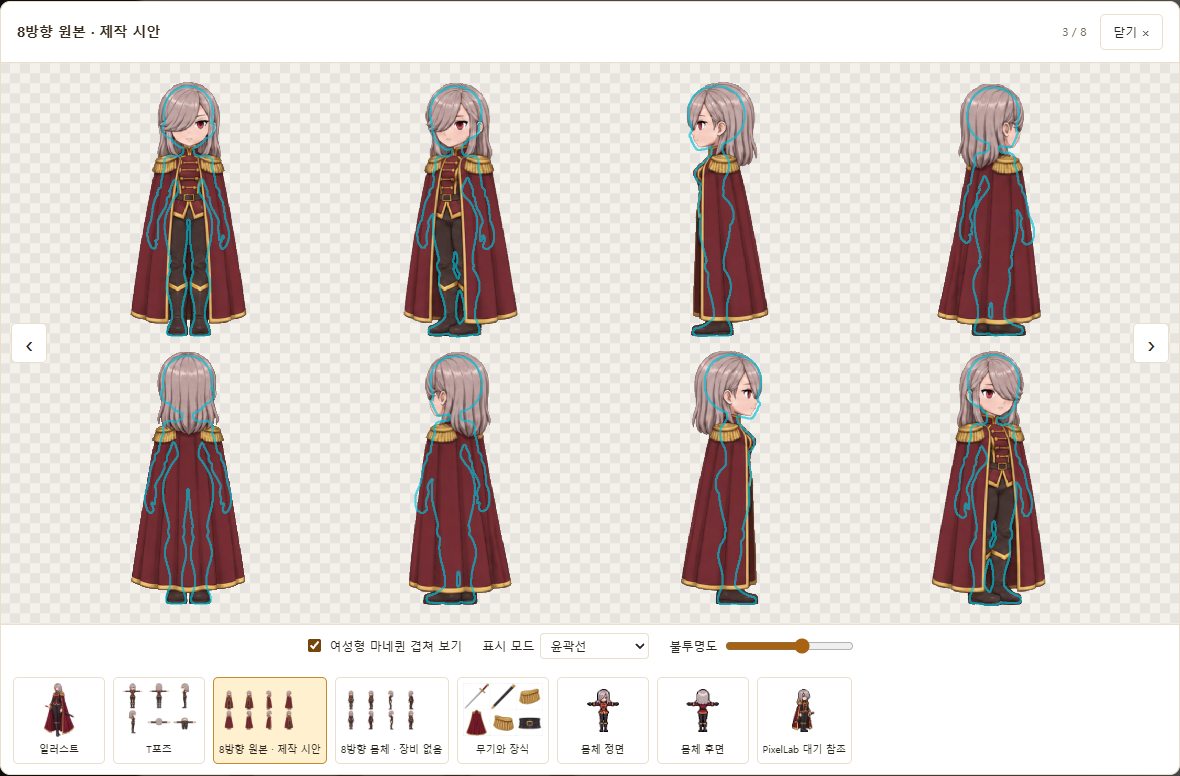 8방향 원본 · 제작 시안
3 / 8
닫기 ×
‹
›
여성형 마네킨 겹쳐 보기
표시 모드
윤곽선
불투명도
일러스트
T포즈
8방향 원본 · 제작 시안
8방향 몸체 · 장비 없음
무기와 장식
몸체 정면
몸체 후면
PixelLab 대기 참조